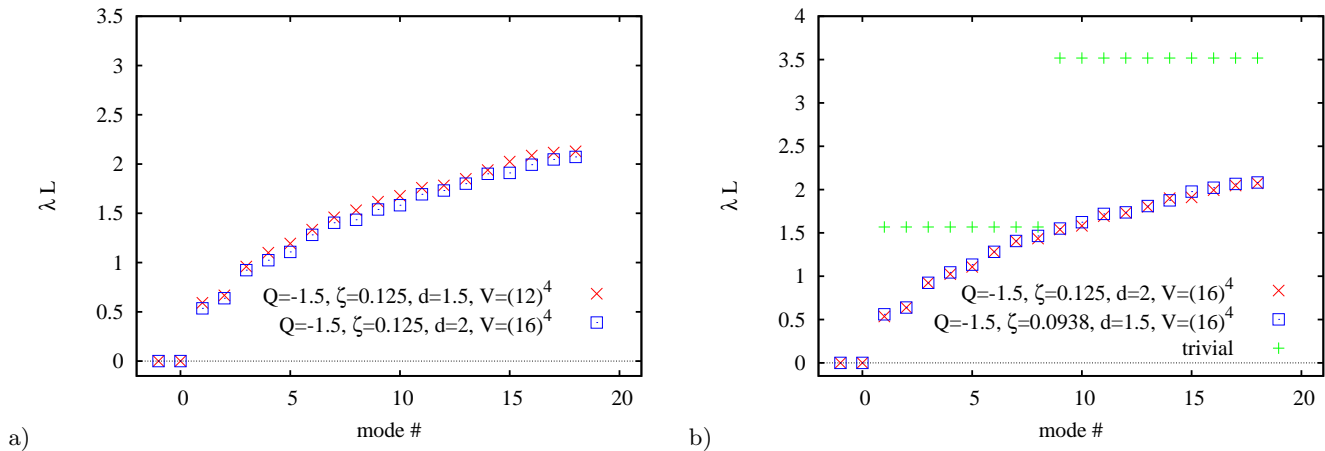 3.5
3
2.5
2
1.5
1
0.5
0
λ L
Q=-1.5, ζ=0.125, d=1.5, V=(12)⁴
Q=-1.5, ζ=0.125, d=2, V=(16)⁴
0 5 10 15 20
mode #
a)
4
3.5
3
2.5
2
1.5
1
0.5
0
λ L
Q=-1.5, ζ=0.125, d=2, V=(16)⁴
Q=-1.5, ζ=0.0938, d=1.5, V=(16)⁴
trivial
0 5 10 15 20
mode #
b)